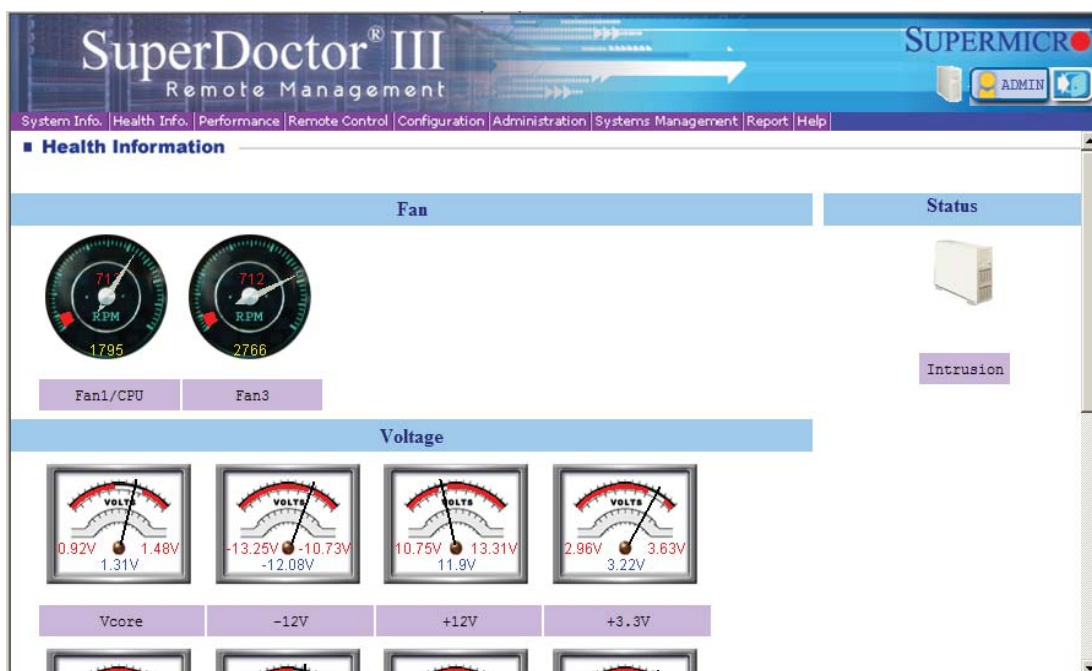 SuperDoctor® III
Remote Management
SUPERMICR
ADMIN
System Info. Health Info. Performance Remote Control Configuration Administration Systems Management Report Help
Health Information
Fan
Status
712
RPM
1795
712
RPM
2766
Fan1/CPU
Fan3
Intrusion
Voltage
VOLTS
0.92V 1.48V
1.31V
VOLTS
-13.25V -10.73V
-12.08V
VOLTS
10.75V 13.31V
11.9V
VOLTS
2.96V 3.63V
3.22V
Vcore
-12V
+12V
+3.3V